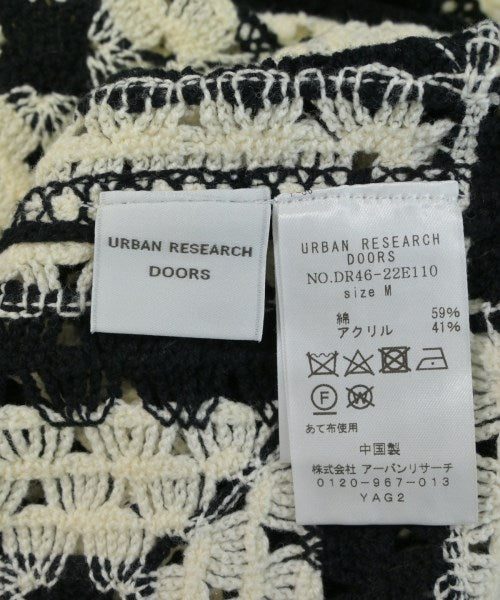 URBAN RESEARCH
DOORS
URBAN RESEARCH
DOORS
NO.DR46-22E110
size M
綿 59%
アクリル 41%
F W
あて布使用
中国製
株式会社 アーバンリサーチ
0120-967-013
YAG2